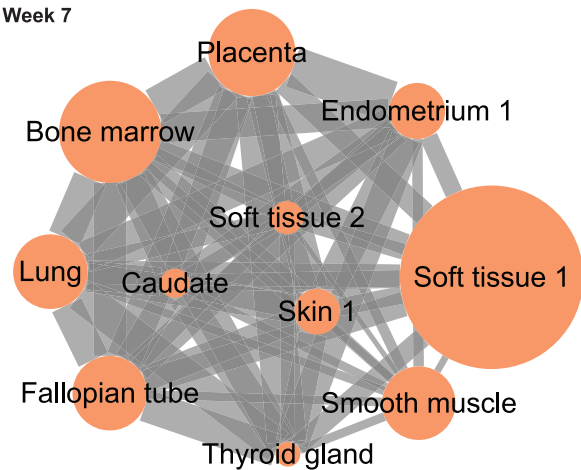 Week 7
Placenta
Endometrium 1
Bone marrow
Soft tissue 2
Lung
Caudate
Soft tissue 1
Skin 1
Fallopian tube
Smooth muscle
Thyroid gland